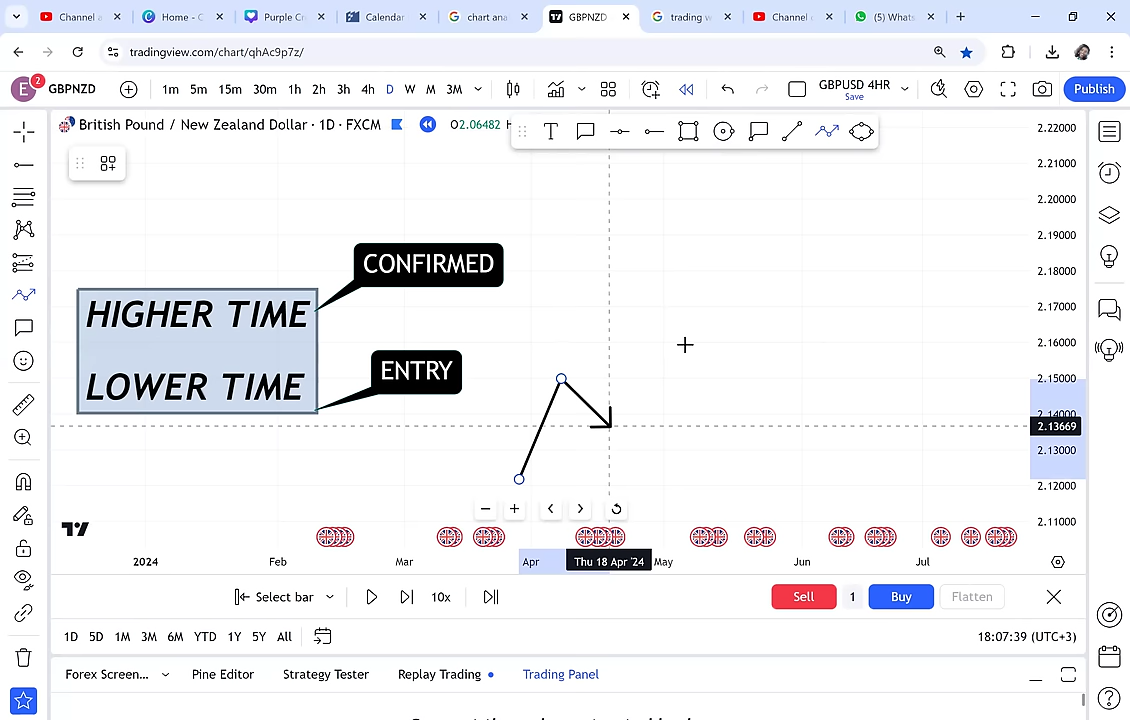 Channel a
Home - C
Purple Cr
Calendar
chart ana
GBPNZD
trading w
Channel
(5) Whats
tradingview.com/chart/qhAc9p7z/
E
2
GBPNZD
1m
5m
15m
30m
1h
2h
3h
4h
D
W
M
3M
GBPUSD 4HR
Save
Publish
British Pound / New Zealand Dollar · 1D · FXCM
O2.06482
T
CONFIRMED
HIGHER TIME
ENTRY
LOWER TIME
2.22000
2.21000
2.20000
2.19000
2.18000
2.17000
2.16000
2.15000
2.14000
2.13669
2.13000
2.12000
2.11000
2024
Feb
Mar
Apr
Thu 18 Apr '24
May
Jun
Jul
Select bar
10x
Sell
1
Buy
Flatten
1D
5D
1M
3M
6M
YTD
1Y
5Y
All
18:07:39 (UTC+3)
Forex Screen...
Pine Editor
Strategy Tester
Replay Trading
Trading Panel